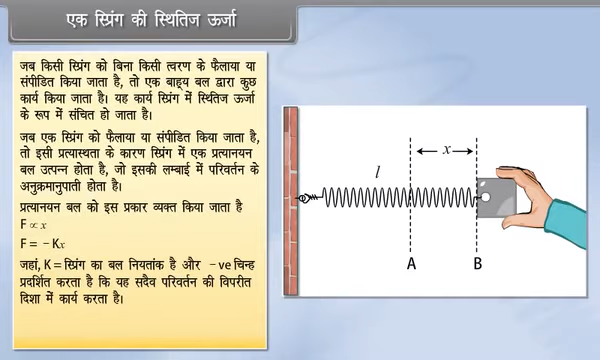 एक स्प्रिंग की स्थितिज ऊर्जा
जब किसी स्प्रिंग को बिना किसी त्वरण के फैलाया या
संपीडित किया जाता है, तो एक बाह्य बल द्वारा कुछ
कार्य किया जाता है। यह कार्य स्प्रिंग में स्थितिज ऊर्जा
के रूप में संचित हो जाता है।
जब एक स्प्रिंग को फैलाया या संपीडित किया जाता है,
तो इसी प्रत्यास्थता के कारण स्प्रिंग में एक प्रत्यानयन
बल उत्पन्न होता है, जो इसकी लम्बाई में परिवर्तन के
अनुक्रमानुपाती होता है।
प्रत्यानयन बल को इस प्रकार व्यक्त किया जाता है
F ∝ x
F = −Kx
जहां, K = स्प्रिंग का बल नियतांक है और −ve चिन्ह
प्रदर्शित करता है कि यह सदैव परिवर्तन की विपरीत
दिशा में कार्य करता है।
x
l
A B